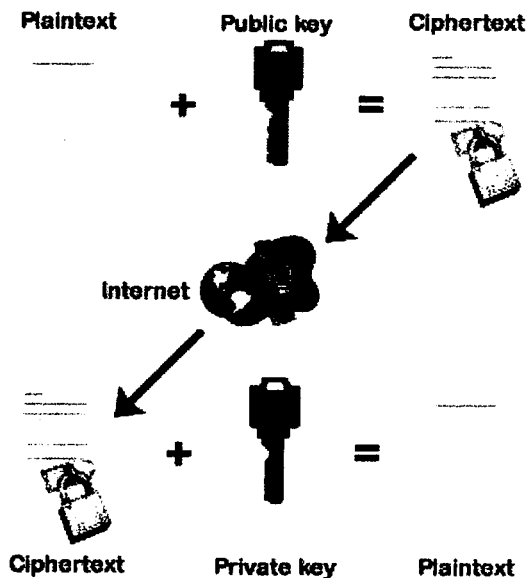 Plaintext Public key Ciphertext
+ =
Internet
+ =
Ciphertext Private key Plaintext